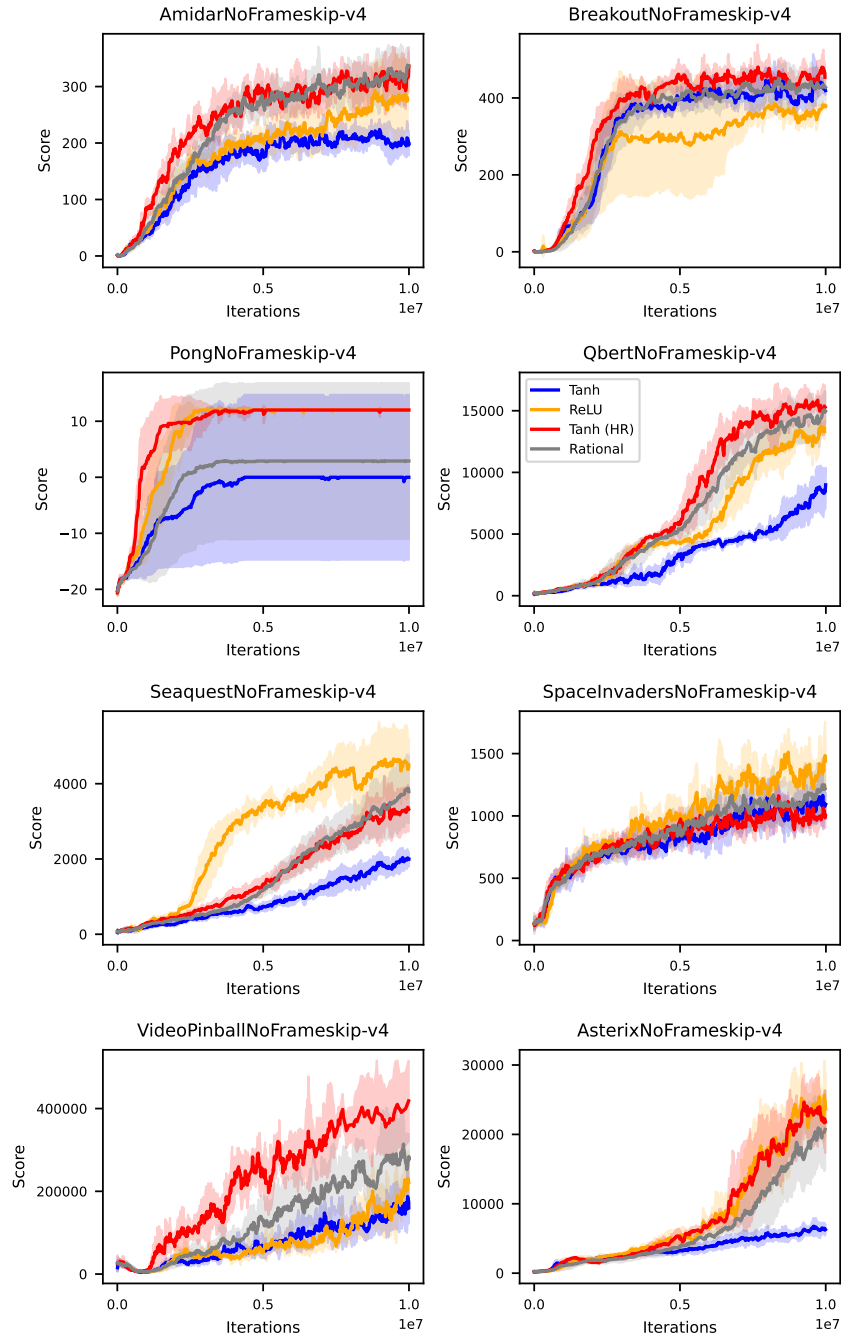 AmidarNoFrameskip-v4
Score
300
200
100
0
0.0
0.5
1.0
1e7
Iterations
BreakoutNoFrameskip-v4
Score
400
200
0
0.0
0.5
1.0
1e7
Iterations
PongNoFrameskip-v4
Score
10
0
−10
−20
0.0
0.5
1.0
1e7
Iterations
QbertNoFrameskip-v4
Tanh
ReLU
Tanh (HR)
Rational
Score
15000
10000
5000
0
0.0
0.5
1.0
1e7
Iterations
SeaquestNoFrameskip-v4
Score
4000
2000
0
0.0
0.5
1.0
1e7
Iterations
SpaceInvadersNoFrameskip-v4
Score
1500
1000
500
0
0.0
0.5
1.0
1e7
Iterations
VideoPinballNoFrameskip-v4
Score
400000
200000
0
0.0
0.5
1.0
1e7
Iterations
AsterixNoFrameskip-v4
Score
30000
20000
10000
0
0.0
0.5
1.0
1e7
Iterations